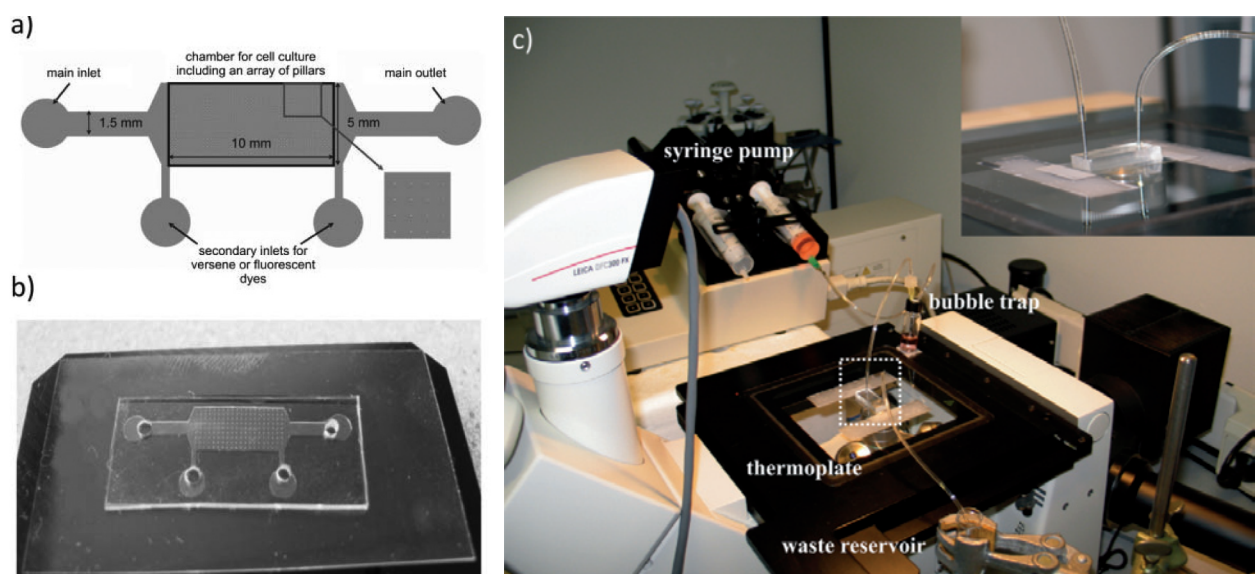 a)
chamber for cell culture
including an array of pillars
main inlet
main outlet
1.5 mm
5 mm
10 mm
secondary inlets for
versene or fluorescent
dyes
b)
c)
syringe pump
LEICA DFC300 FX
bubble trap
thermoplate
waste reservoir